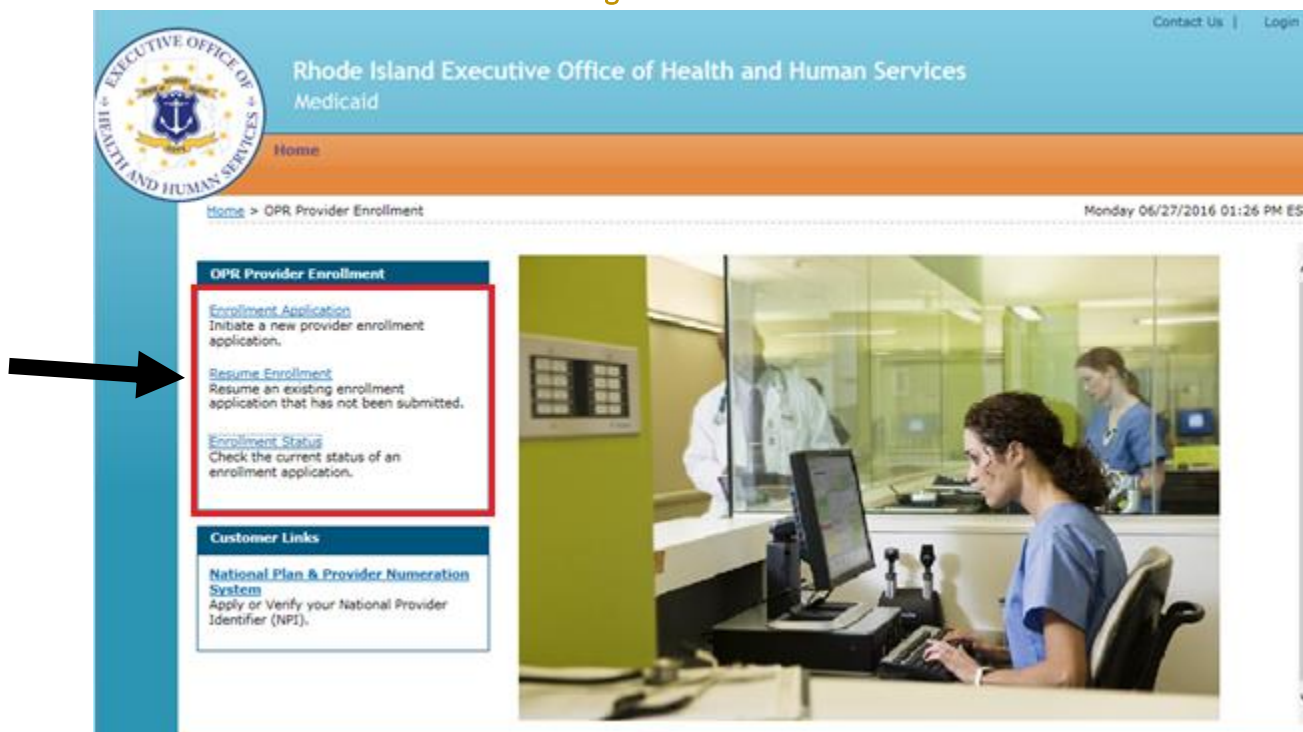 Contact Us | Login
EXECUTIVE OFFICE OF HEALTH AND HUMAN SERVICES
Rhode Island Executive Office of Health and Human Services
Medicaid
Home
Home > OPR Provider Enrollment
Monday 06/27/2016 01:26 PM ES
OPR Provider Enrollment
Enrollment Application
Initiate a new provider enrollment
application.
Resume Enrollment
Resume an existing enrollment
application that has not been submitted.
Enrollment Status
Check the current status of an
enrollment application.
Customer Links
National Plan & Provider Numeration
System
Apply or Verify your National Provider
Identifier (NPI).